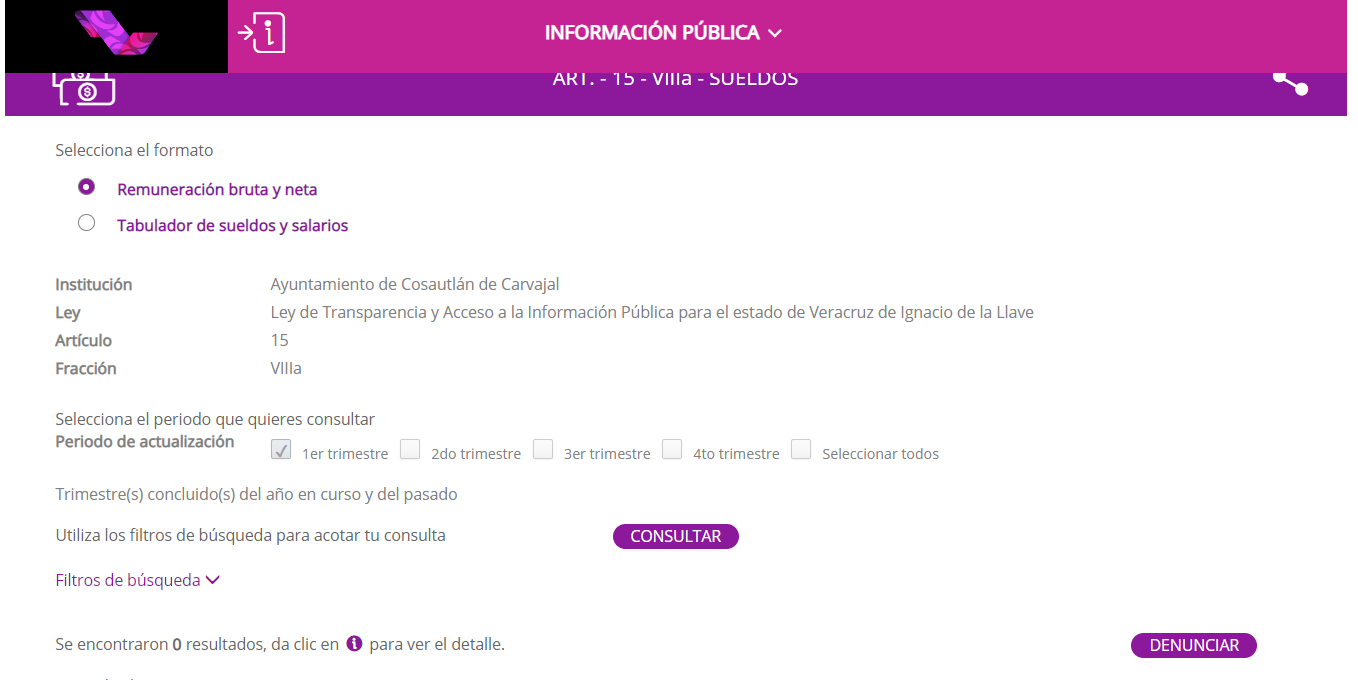 INFORMACIÓN PÚBLICA
ART. - 15 - VIIIa - SUELDOS
Selecciona el formato
Remuneración bruta y neta
Tabulador de sueldos y salarios
Institución Ayuntamiento de Cosautlán de Carvajal
Ley Ley de Transparencia y Acceso a la Información Pública para el estado de Veracruz de Ignacio de la Llave
Artículo 15
Fracción VIIIa
Selecciona el periodo que quieres consultar
Periodo de actualización 1er trimestre 2do trimestre 3er trimestre 4to trimestre Seleccionar todos
Trimestre(s) concluido(s) del año en curso y del pasado
Utiliza los filtros de búsqueda para acotar tu consulta CONSULTAR
Filtros de búsqueda
Se encontraron 0 resultados, da clic en i para ver el detalle. DENUNCIAR